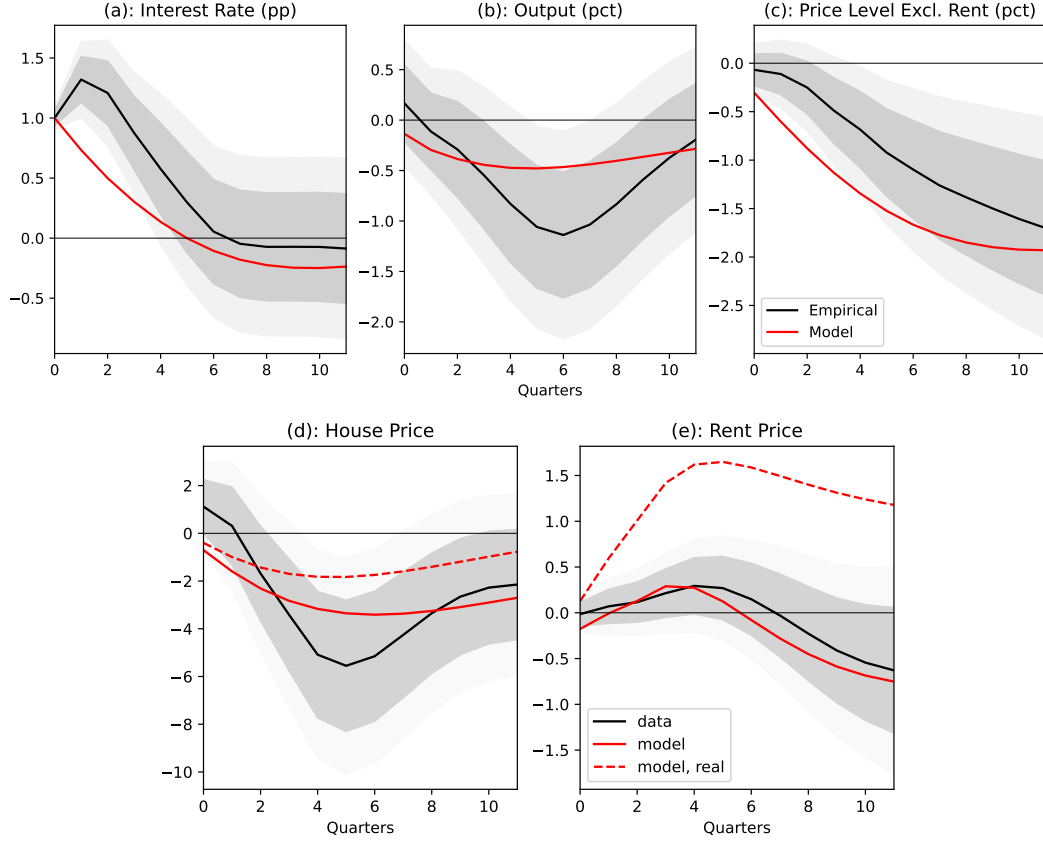 (a): Interest Rate (pp)
1.5
1.0
0.5
0.0
−0.5
0 2 4 6 8 10
(b): Output (pct)
0.5
0.0
−0.5
−1.0
−1.5
−2.0
0 2 4 6 8 10
Quarters
(c): Price Level Excl. Rent (pct)
0.0
−0.5
−1.0
−1.5
−2.0
−2.5
Empirical
Model
0 2 4 6 8 10
(d): House Price
2
0
−2
−4
−6
−8
−10
0 2 4 6 8 10
Quarters
(e): Rent Price
1.5
1.0
0.5
0.0
−0.5
−1.0
−1.5
data
model
model, real
0 2 4 6 8 10
Quarters